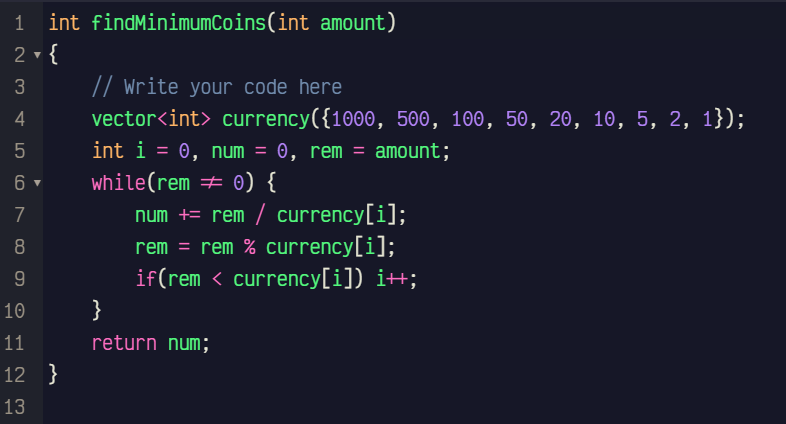 1 int findMinimumCoins(int amount)
2 {
3 // Write your code here
4 vector<int> currency({1000, 500, 100, 50, 20, 10, 5, 2, 1});
5 int i = 0, num = 0, rem = amount;
6 while(rem != 0) {
7 num += rem / currency[i];
8 rem = rem % currency[i];
9 if(rem < currency[i]) i++;
10 }
11 return num;
12 }
13